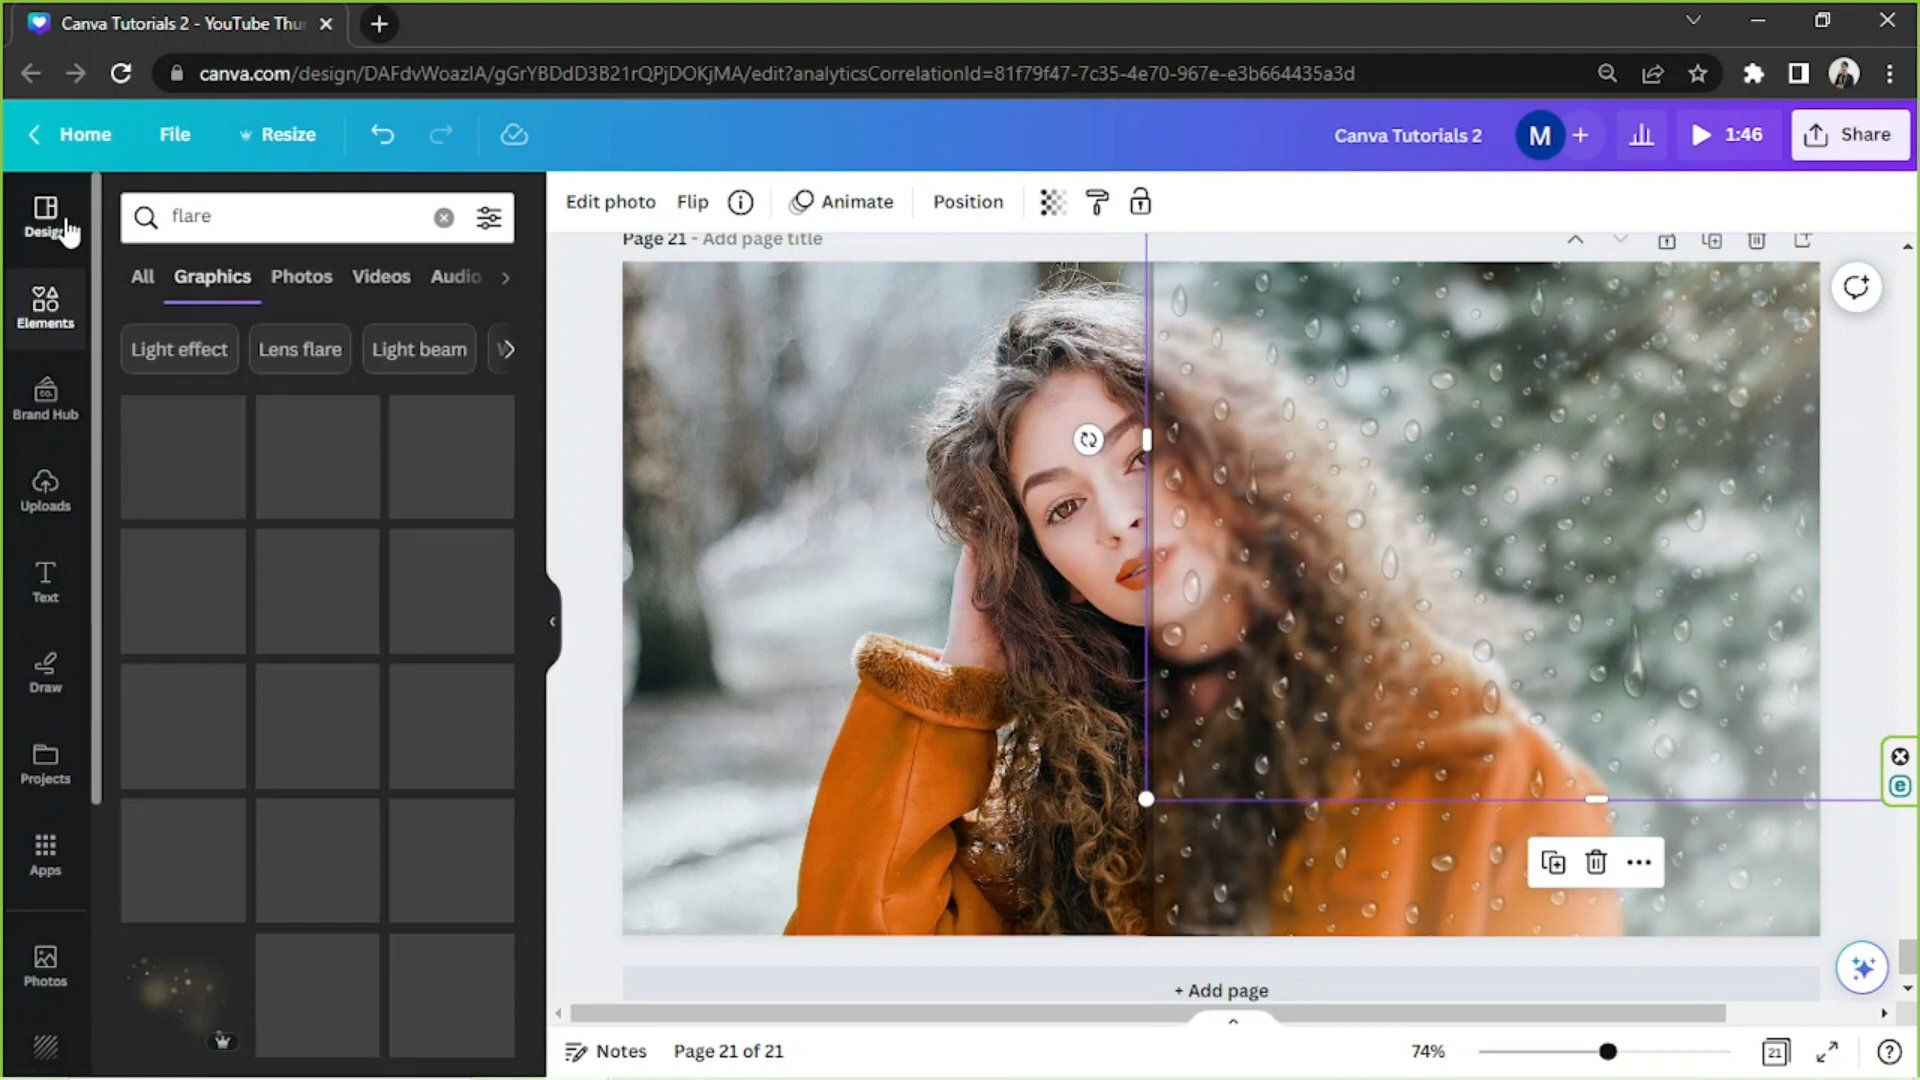 Canva Tutorials 2 - YouTube Thu
canva.com/design/DAFdvWoazIA/gGrYBDdD3B21rQPjDOKjMA/edit?analyticsCorrelationId=81f79f47-7c35-4e70-967e-e3b664435a3d
Home File Resize Canva Tutorials 2 M + 1:46 Share
Design
Elements
Brand Hub
Uploads
Text
Draw
Projects
Apps
Photos
flare
All Graphics Photos Videos Audio
Light effect Lens flare Light beam
Edit photo Flip Animate Position
Page 21 - Add page title
+ Add page
Notes Page 21 of 21 74% 21